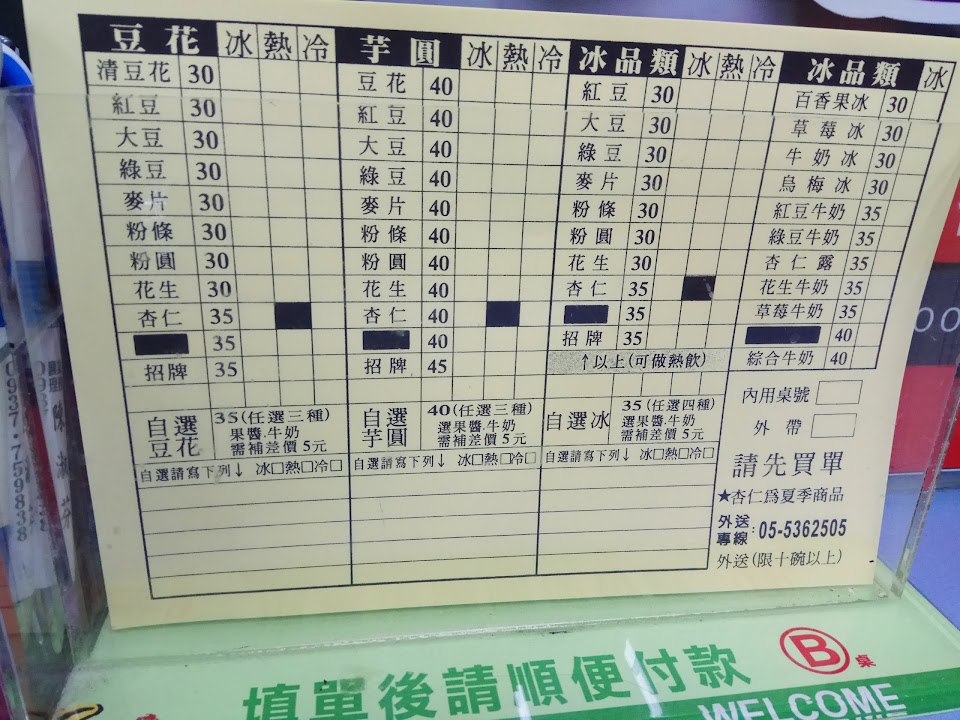 豆花 冰 熱 冷
清豆花 30
紅豆 30
大豆 30
綠豆 30
麥片 30
粉條 30
粉圓 30
花生 30
杏仁 35
35
招牌 35
自選豆花 35(任選三種)
果醬.牛奶
需補差價5元
自選請寫下列↓ 冰□熱□冷□
芋圓 冰 熱 冷
豆花 40
紅豆 40
大豆 40
綠豆 40
麥片 40
粉條 40
粉圓 40
花生 40
杏仁 40
40
招牌 45
自選芋圓 40(任選三種)
選果醬.牛奶
需補差價5元
自選請寫下列↓ 冰□熱□冷□
冰品類 冰 熱 冷
紅豆 30
大豆 30
綠豆 30
麥片 30
粉條 30
粉圓 30
花生 30
杏仁 35
35
招牌 35
↑以上(可做熱飲)
自選冰 35(任選四種)
選果醬.牛奶
需補差價5元
自選請寫下列↓ 冰□熱□冷□
冰品類 冰
百香果冰 30
草莓冰 30
牛奶冰 30
烏梅冰 30
紅豆牛奶 35
綠豆牛奶 35
杏仁露 35
花生牛奶 35
草莓牛奶 35
40
綜合牛奶 40
內用桌號
外帶
請先買單
★杏仁為夏季商品
外送專線:05-5362505
外送(限十碗以上)
填單後請順便付款
B桌
WELCOME